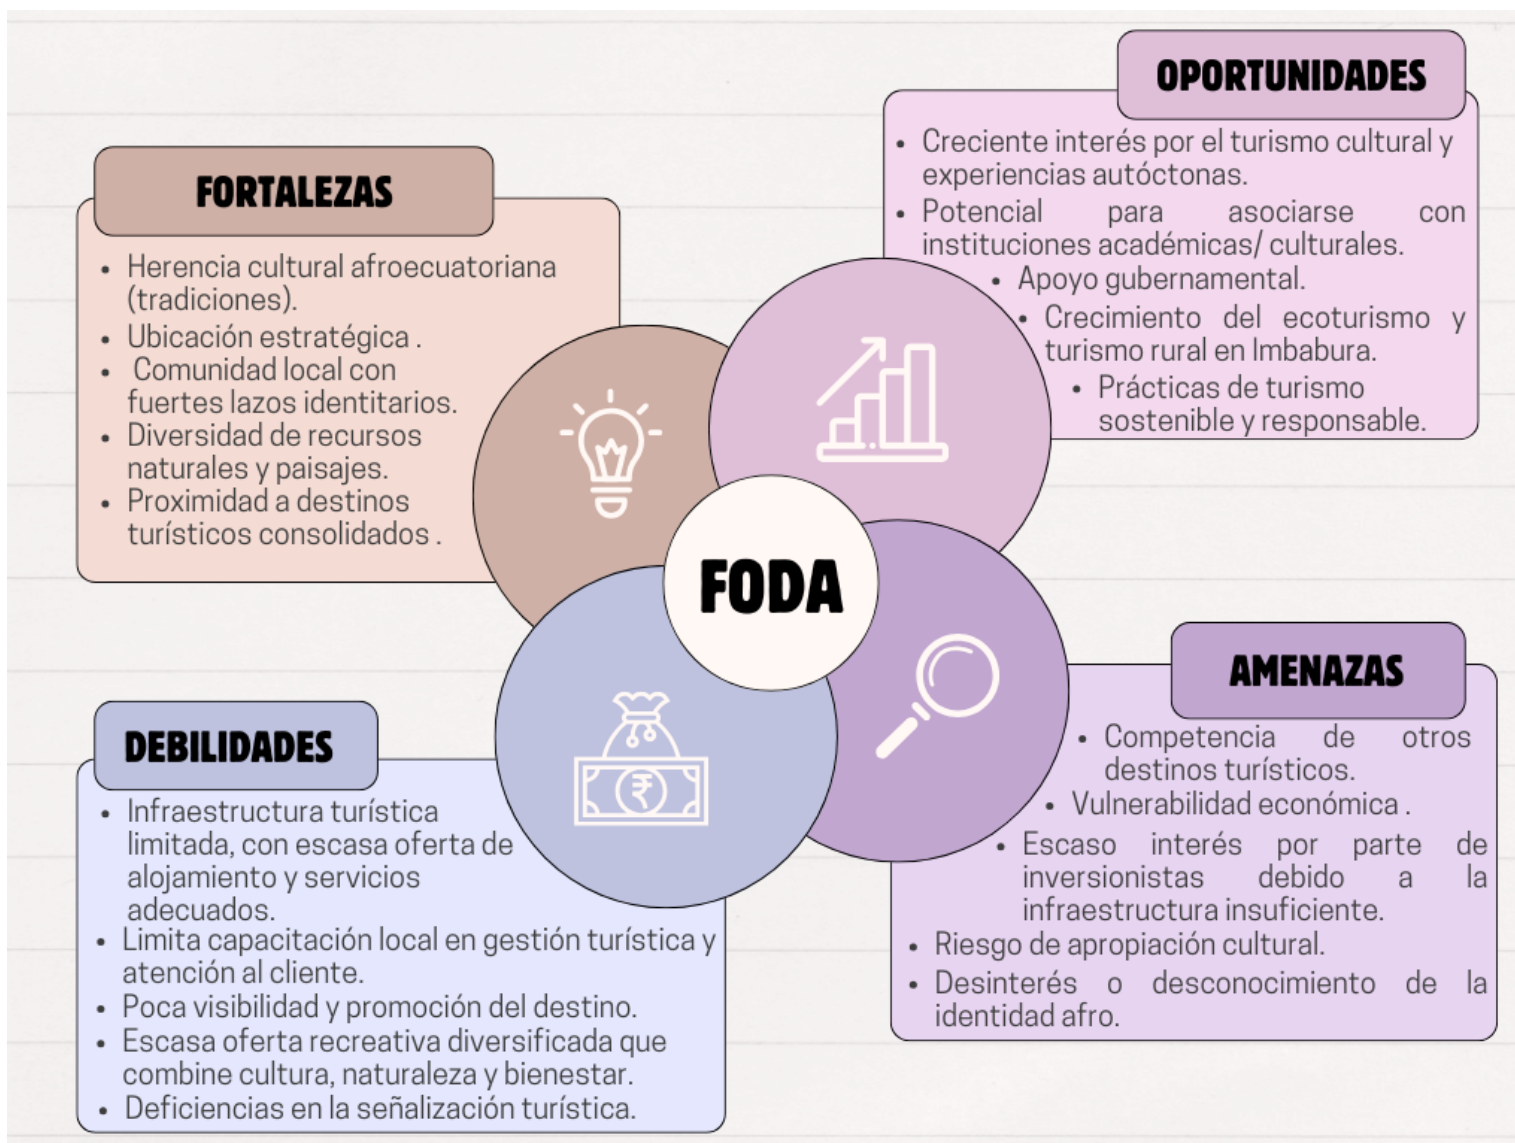 FORTALEZAS
• Herencia cultural afroecuatoriana
(tradiciones).
• Ubicación estratégica .
• Comunidad local con
fuertes lazos identitarios.
• Diversidad de recursos
naturales y paisajes.
• Proximidad a destinos
turísticos consolidados .
OPORTUNIDADES
• Creciente interés por el turismo cultural y
experiencias autóctonas.
• Potencial para asociarse con
instituciones académicas/ culturales.
• Apoyo gubernamental.
• Crecimiento del ecoturismo y
turismo rural en Imbabura.
• Prácticas de turismo
sostenible y responsable.
FODA
DEBILIDADES
• Infraestructura turística
limitada, con escasa oferta de
alojamiento y servicios
adecuados.
• Limita capacitación local en gestión turística y
atención al cliente.
• Poca visibilidad y promoción del destino.
• Escasa oferta recreativa diversificada que
combine cultura, naturaleza y bienestar.
• Deficiencias en la señalización turística.
₹
AMENAZAS
• Competencia de otros
destinos turísticos.
• Vulnerabilidad económica .
• Escaso interés por parte de
inversionistas debido a la
infraestructura insuficiente.
• Riesgo de apropiación cultural.
• Desinterés o desconocimiento de la
identidad afro.